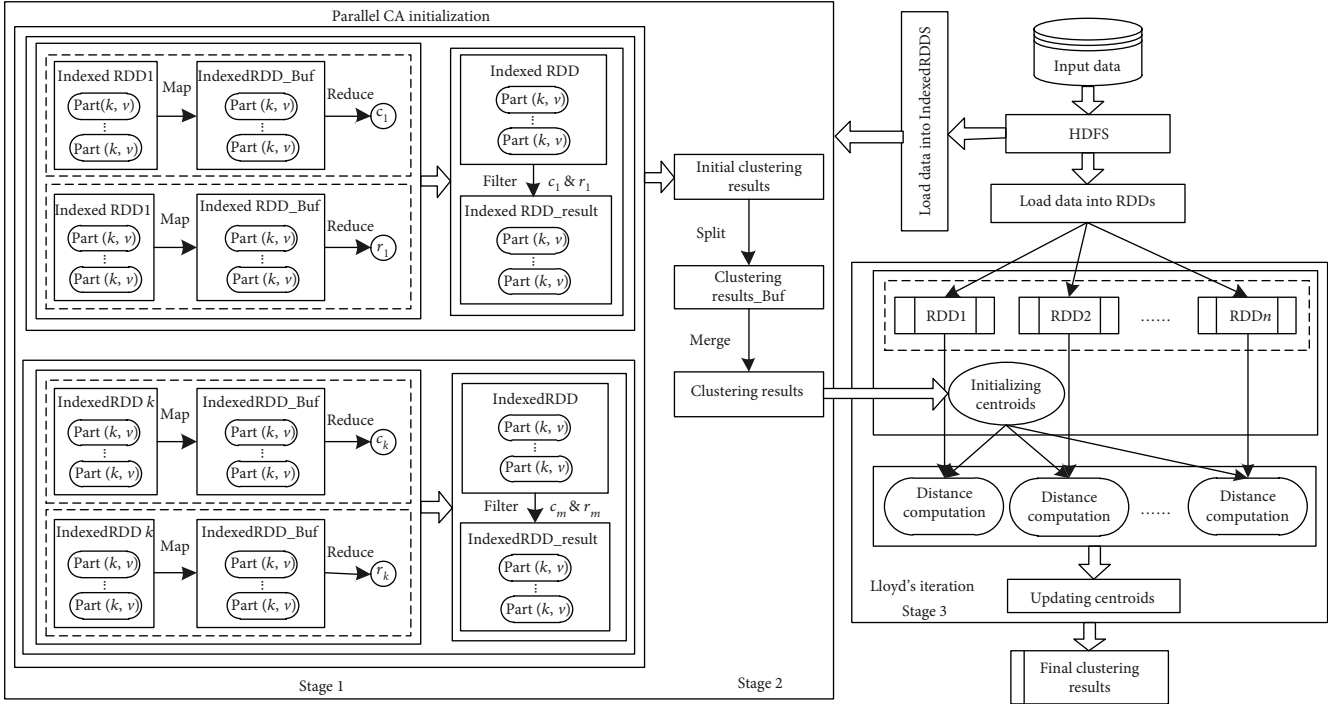 Parallel CA initialization
Indexed RDD1
Part(k, v)
⋮
Part (k, v)
Map
IndexedRDD_Buf
Part (k, v)
⋮
Part (k, v)
Reduce
c1
Indexed RDD1
Part (k, v)
⋮
Part (k, v)
Map
Indexed RDD_Buf
Part (k, v)
⋮
Part (k, v)
Reduce
r1
Indexed RDD
Part (k, v)
⋮
Part (k, v)
Filter
c1 & r1
Indexed RDD_result
Part (k, v)
⋮
Part (k, v)
IndexedRDD k
Part (k, v)
⋮
Part (k, v)
Map
IndexedRDD_Buf
Part (k, v)
⋮
Part (k, v)
Reduce
ck
IndexedRDD k
Part (k, v)
⋮
Part (k, v)
Map
IndexedRDD_Buf
Part (k, v)
⋮
Part (k, v)
Reduce
rk
IndexedRDD
Part (k, v)
⋮
Part (k, v)
Filter
cm & rm
IndexedRDD_result
Part (k, v)
⋮
Part (k, v)
Stage 1
Initial clustering
results
Split
Clustering
results_Buf
Merge
Clustering results
Stage 2
Load data into IndexedRDDS
Input data
HDFS
Load data into RDDs
RDD1
RDD2
......
RDDn
Initializing
centroids
Distance
computation
Distance
computation
......
Distance
computation
Lloyd's iteration
Stage 3
Updating centroids
Final clustering
results